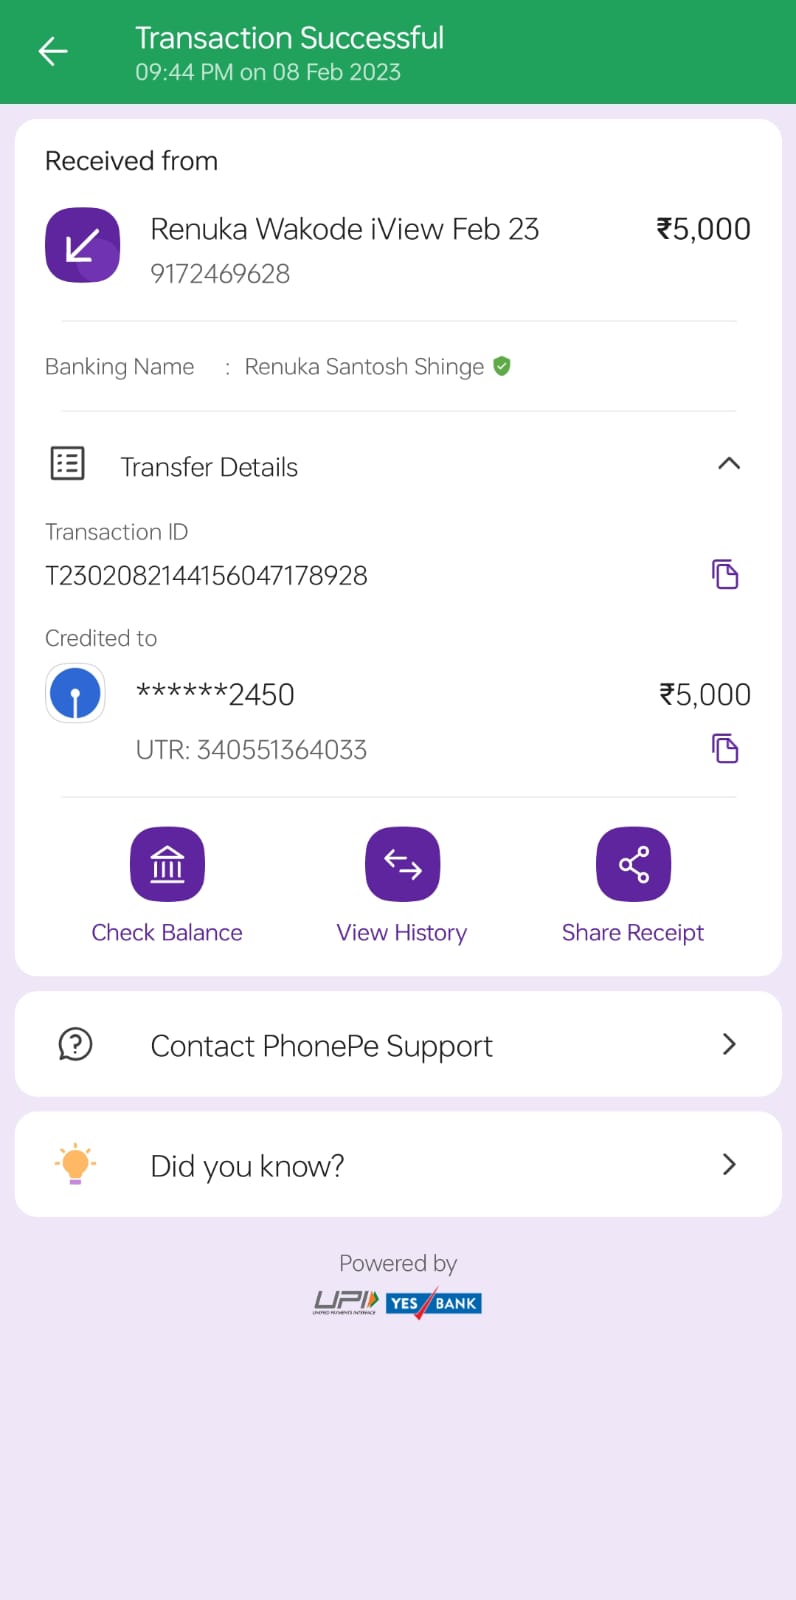 Transaction Successful
09:44 PM on 08 Feb 2023
Received from
Renuka Wakode iView Feb 23 ₹5,000
9172469628
Banking Name : Renuka Santosh Shinge
Transfer Details
Transaction ID
T2302082144156047178928
Credited to
******2450 ₹5,000
UTR: 340551364033
Check Balance View History Share Receipt
Contact PhonePe Support
Did you know?
Powered by
UPI YES BANK
UNIFIED PAYMENTS INTERFACE